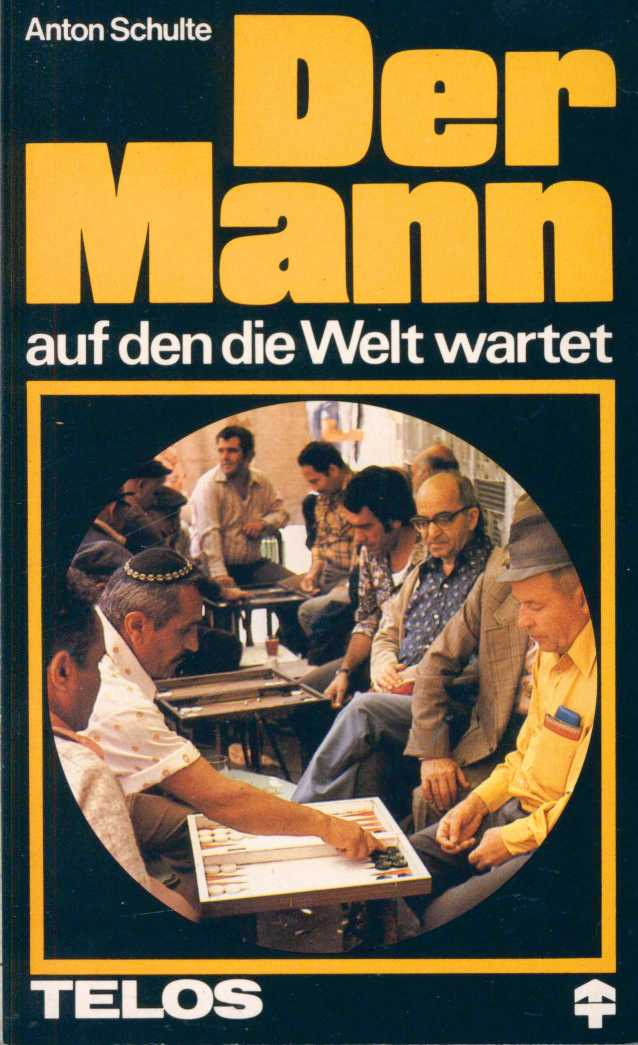 Anton Schulte
Der
Mann
auf den die Welt wartet
TELOS